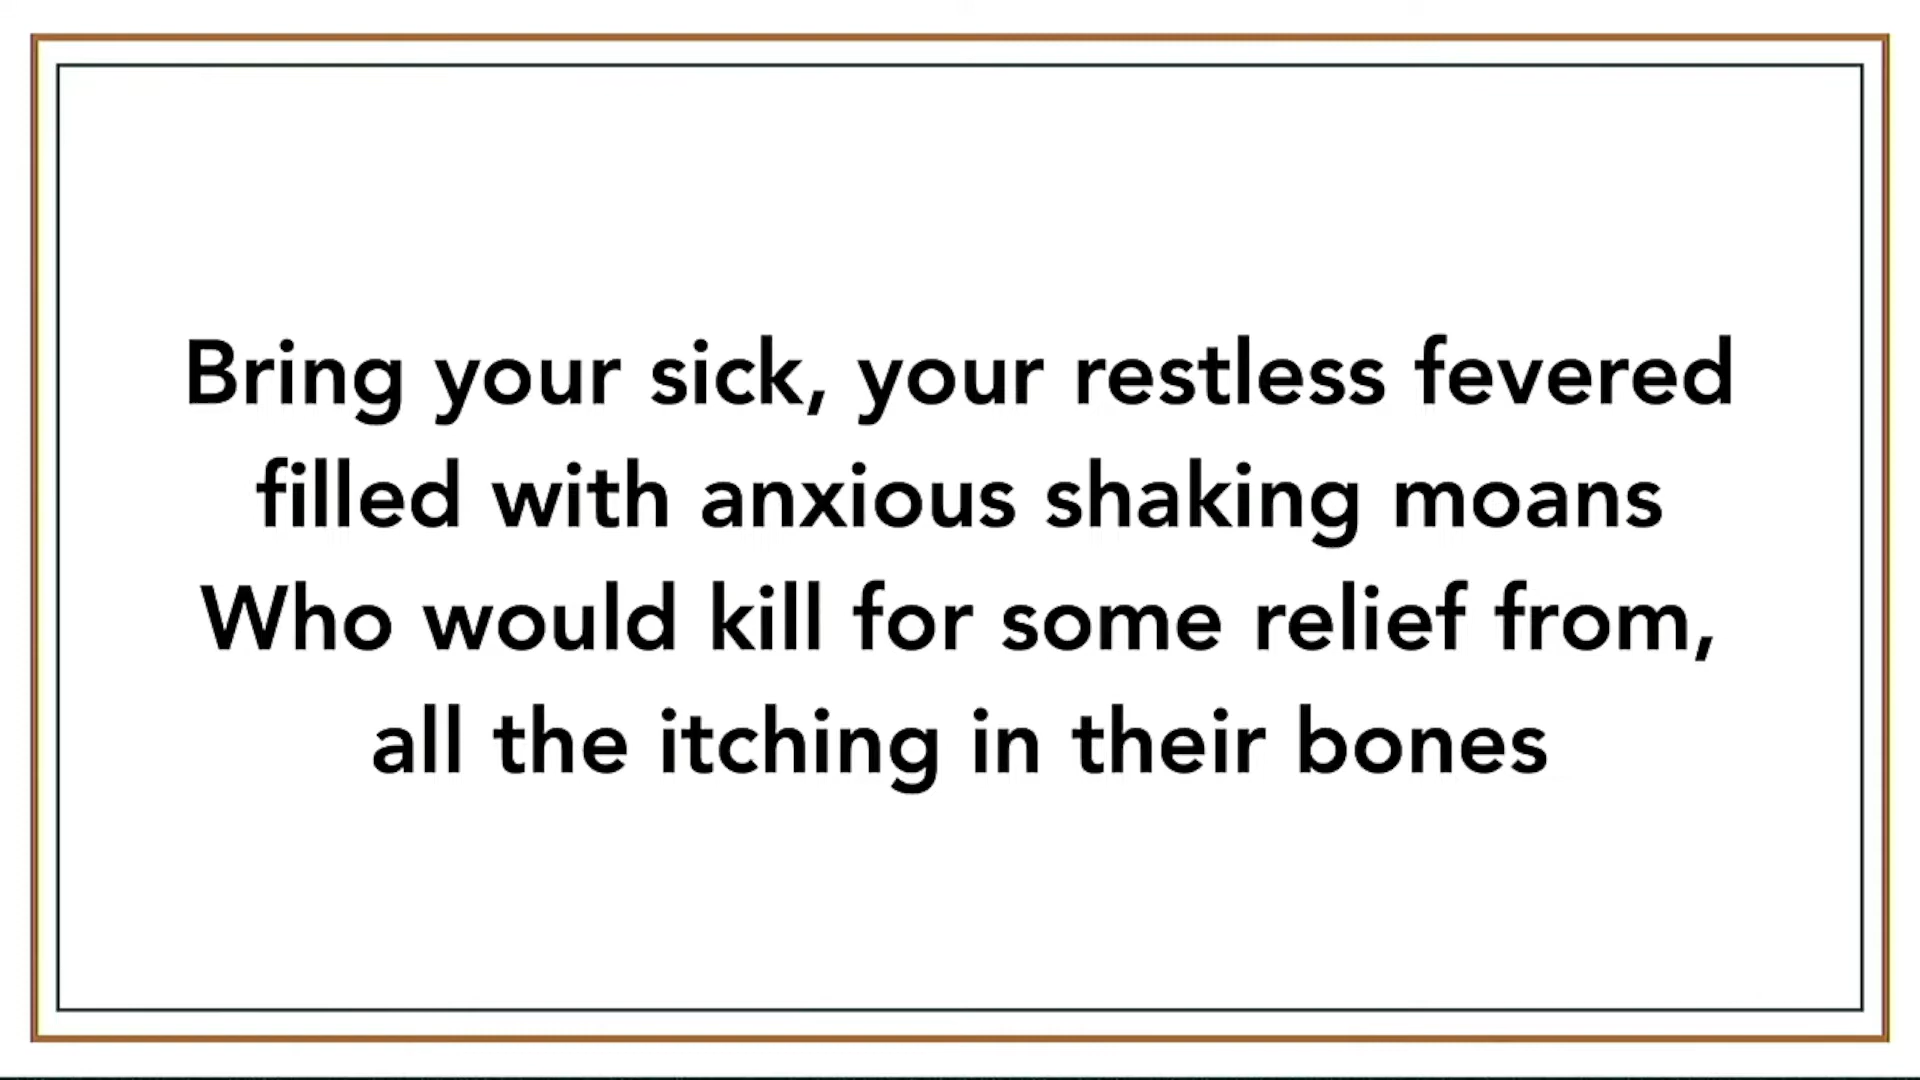 Bring your sick, your restless fevered
filled with anxious shaking moans
Who would kill for some relief from,
all the itching in their bones